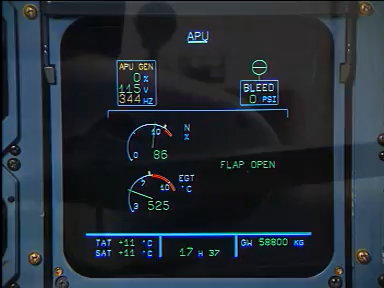 APU
APU GEN
0 %
115 V
344 HZ
BLEED
0 PSI
N
%
10
0
86
FLAP OPEN
EGT
°C
7
10
3
525
TAT +11 °C
SAT +11 °C
17 H 37
GW 58800 KG